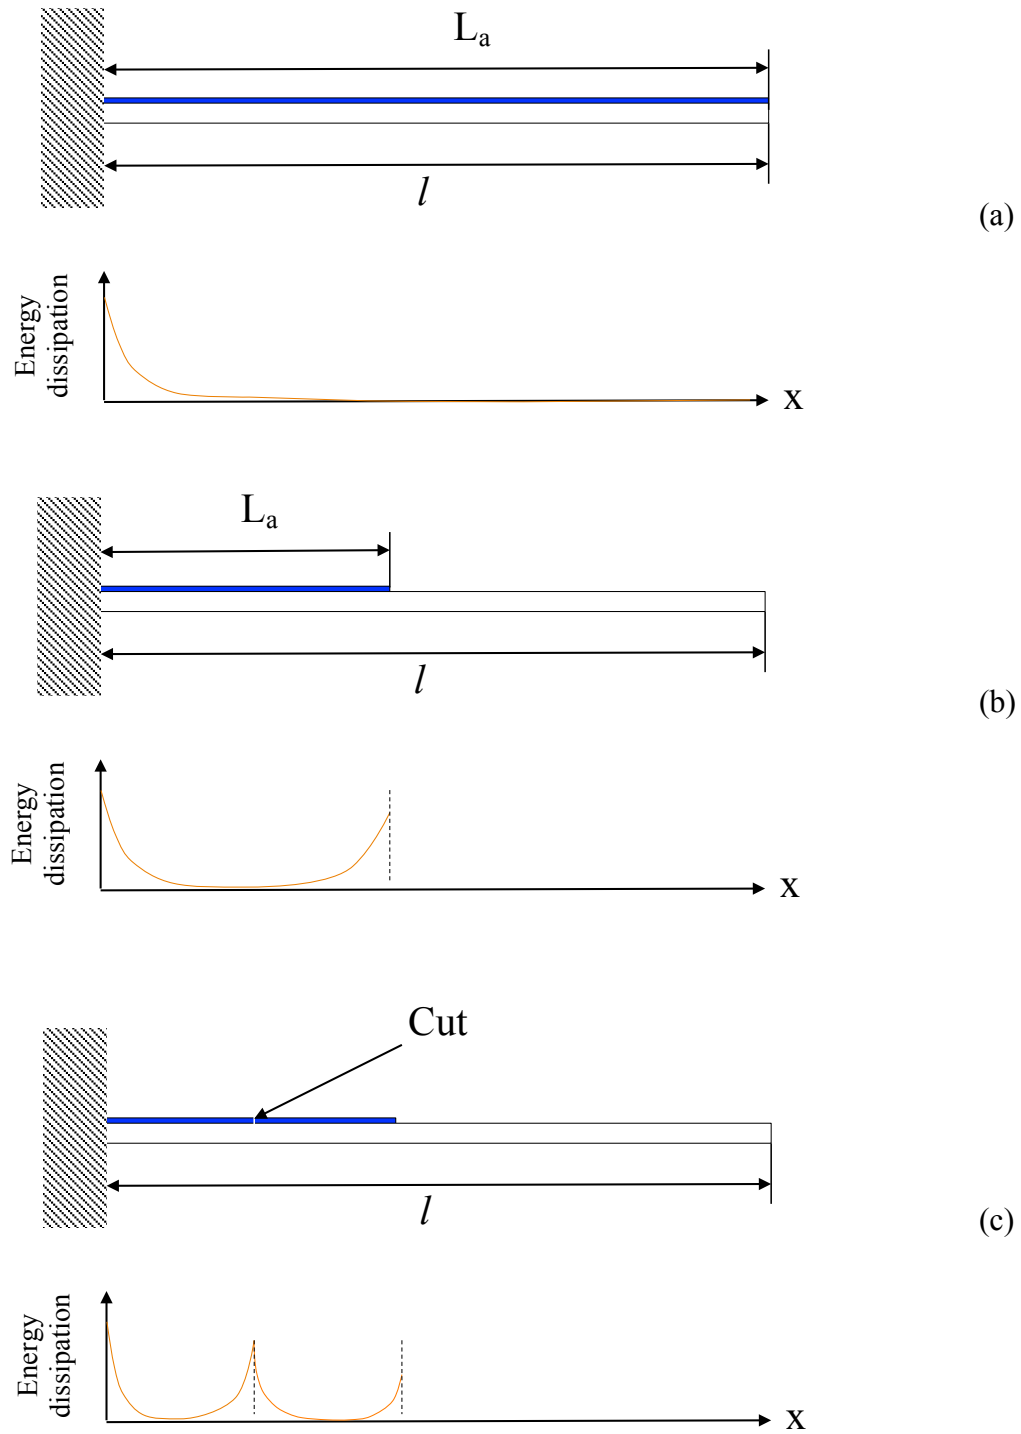 Lₐ
l
(a)
Energy
dissipation
x
Lₐ
l
(b)
Energy
dissipation
x
Cut
l
(c)
Energy
dissipation
x